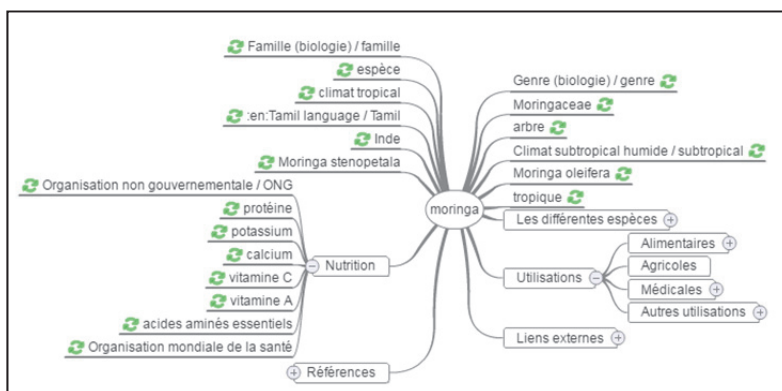 Famille (biologie) / famille
espèce
climat tropical
:en:Tamil language / Tamil
Inde
Moringa stenopetala
Organisation non gouvernementale / ONG
protéine
potassium
calcium
vitamine C
vitamine A
acides aminés essentiels
Organisation mondiale de la santé
Nutrition
Références
moringa
Genre (biologie) / genre
Moringaceae
arbre
Climat subtropical humide / subtropical
Moringa oleifera
tropique
Les différentes espèces
Utilisations
Alimentaires
Agricoles
Médicales
Autres utilisations
Liens externes